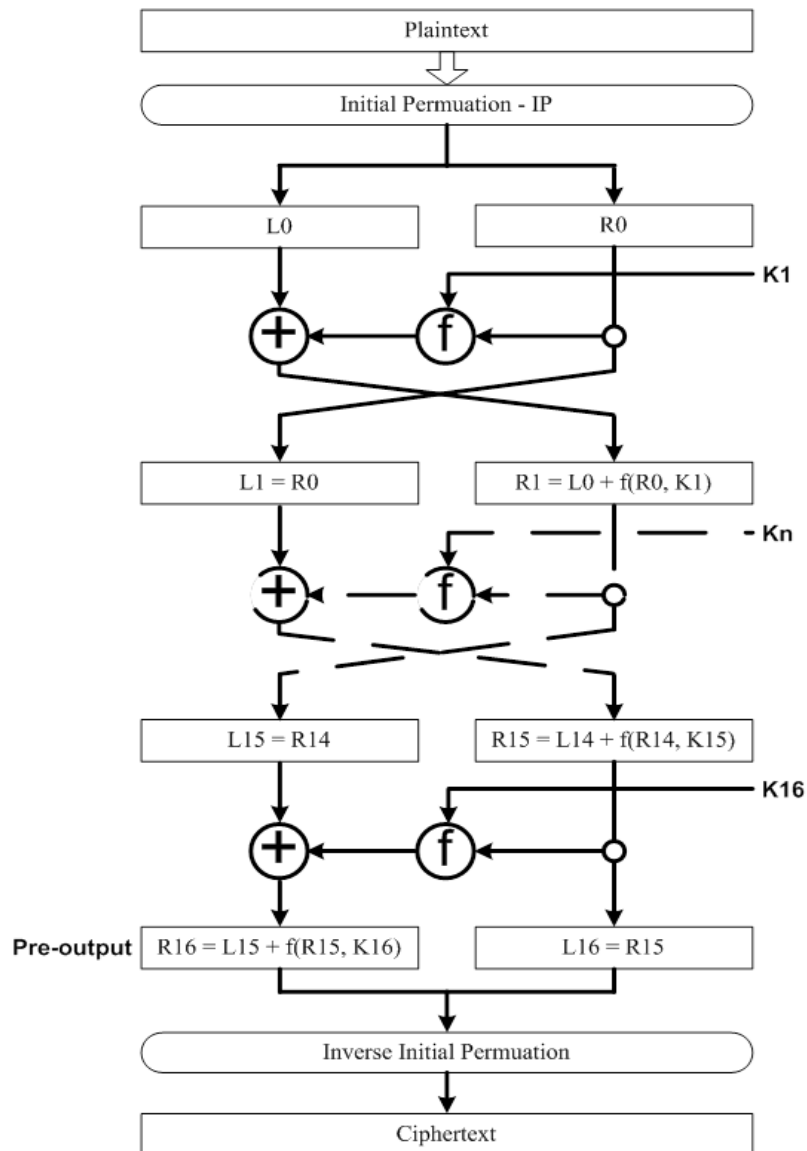 Plaintext
Initial Permuation - IP
L0
R0
K1
+
f
L1 = R0
R1 = L0 + f(R0, K1)
Kn
+
f
L15 = R14
R15 = L14 + f(R14, K15)
K16
+
f
Pre-output
R16 = L15 + f(R15, K16)
L16 = R15
Inverse Initial Permuation
Ciphertext